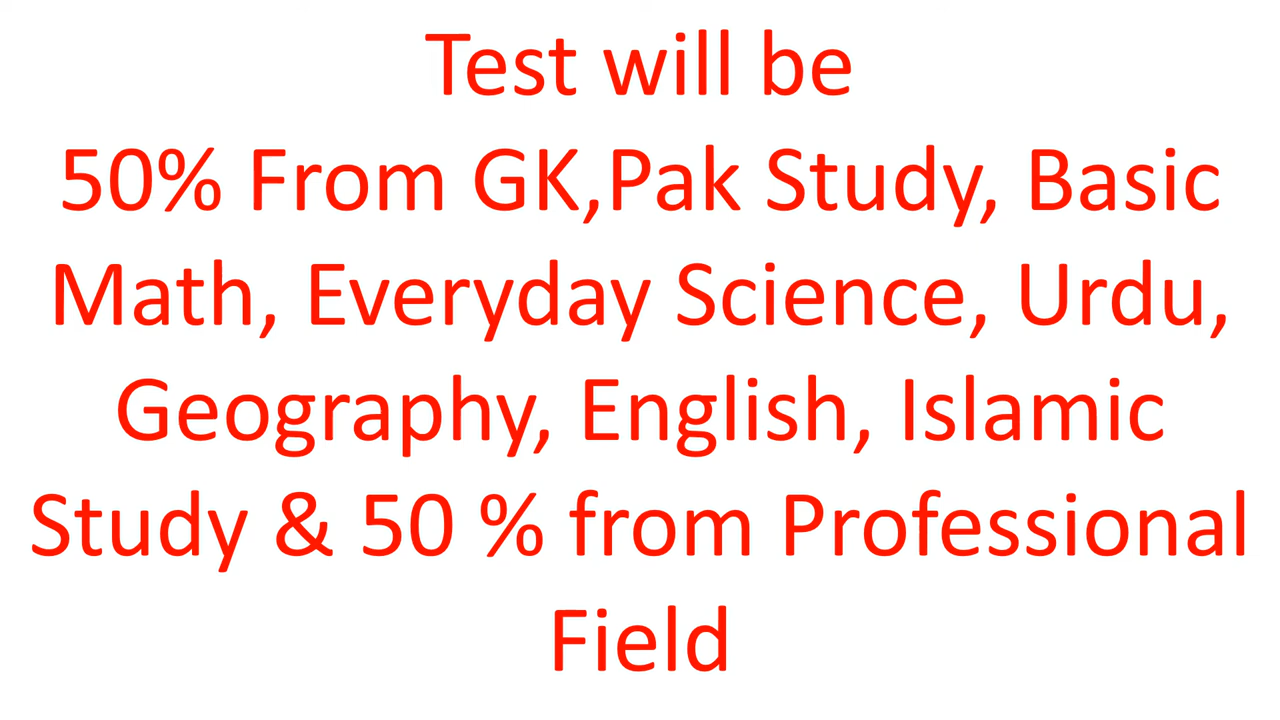 Test will be
50% From GK,Pak Study, Basic
Math, Everyday Science, Urdu,
Geography, English, Islamic
Study & 50 % from Professional
Field